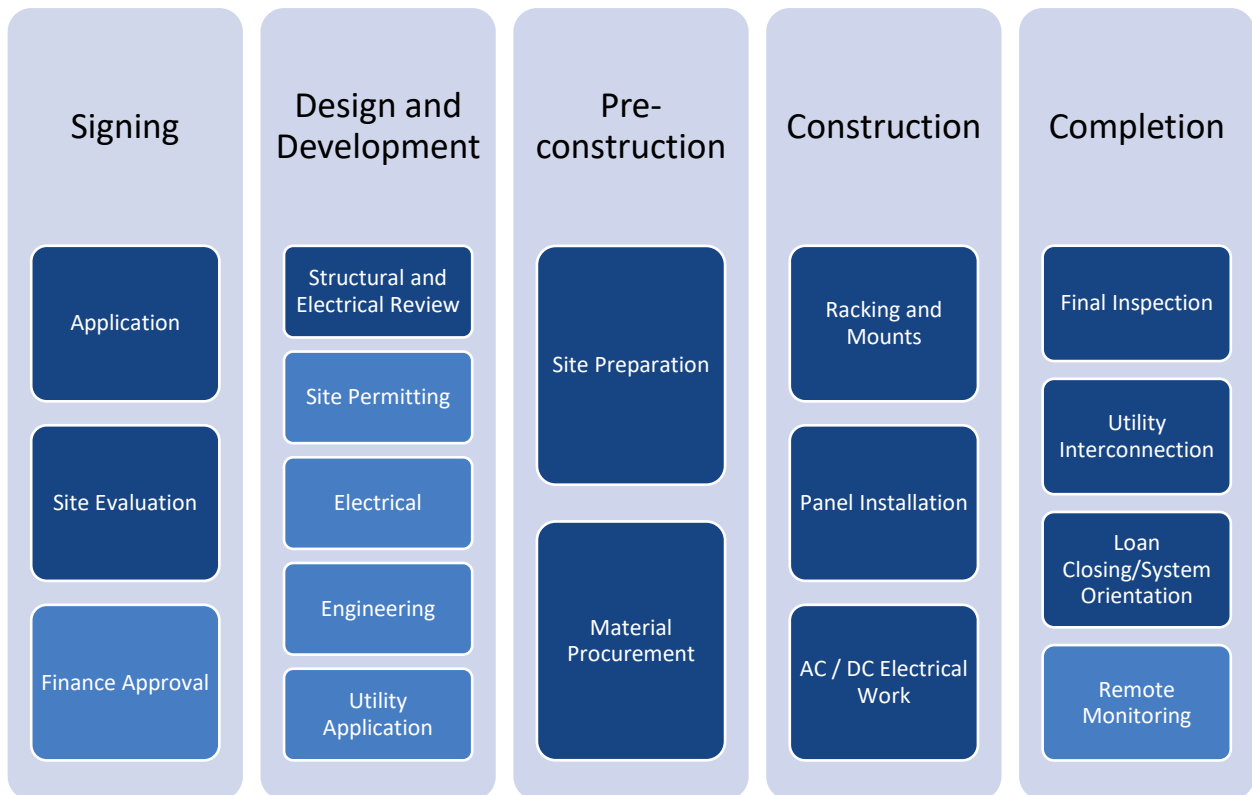 Signing
Application
Site Evaluation
Finance Approval
Design and
Development
Structural and
Electrical Review
Site Permitting
Electrical
Engineering
Utility
Application
Pre-
construction
Site Preparation
Material
Procurement
Construction
Racking and
Mounts
Panel Installation
AC / DC Electrical
Work
Completion
Final Inspection
Utility
Interconnection
Loan
Closing/System
Orientation
Remote
Monitoring